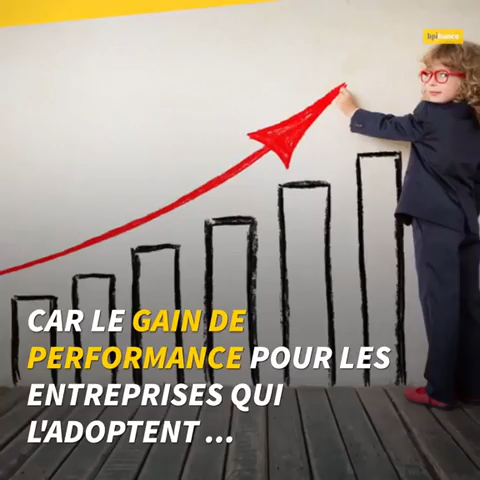 bpifrance
CAR LE GAIN DE
PERFORMANCE POUR LES
ENTREPRISES QUI
L'ADOPTENT ...